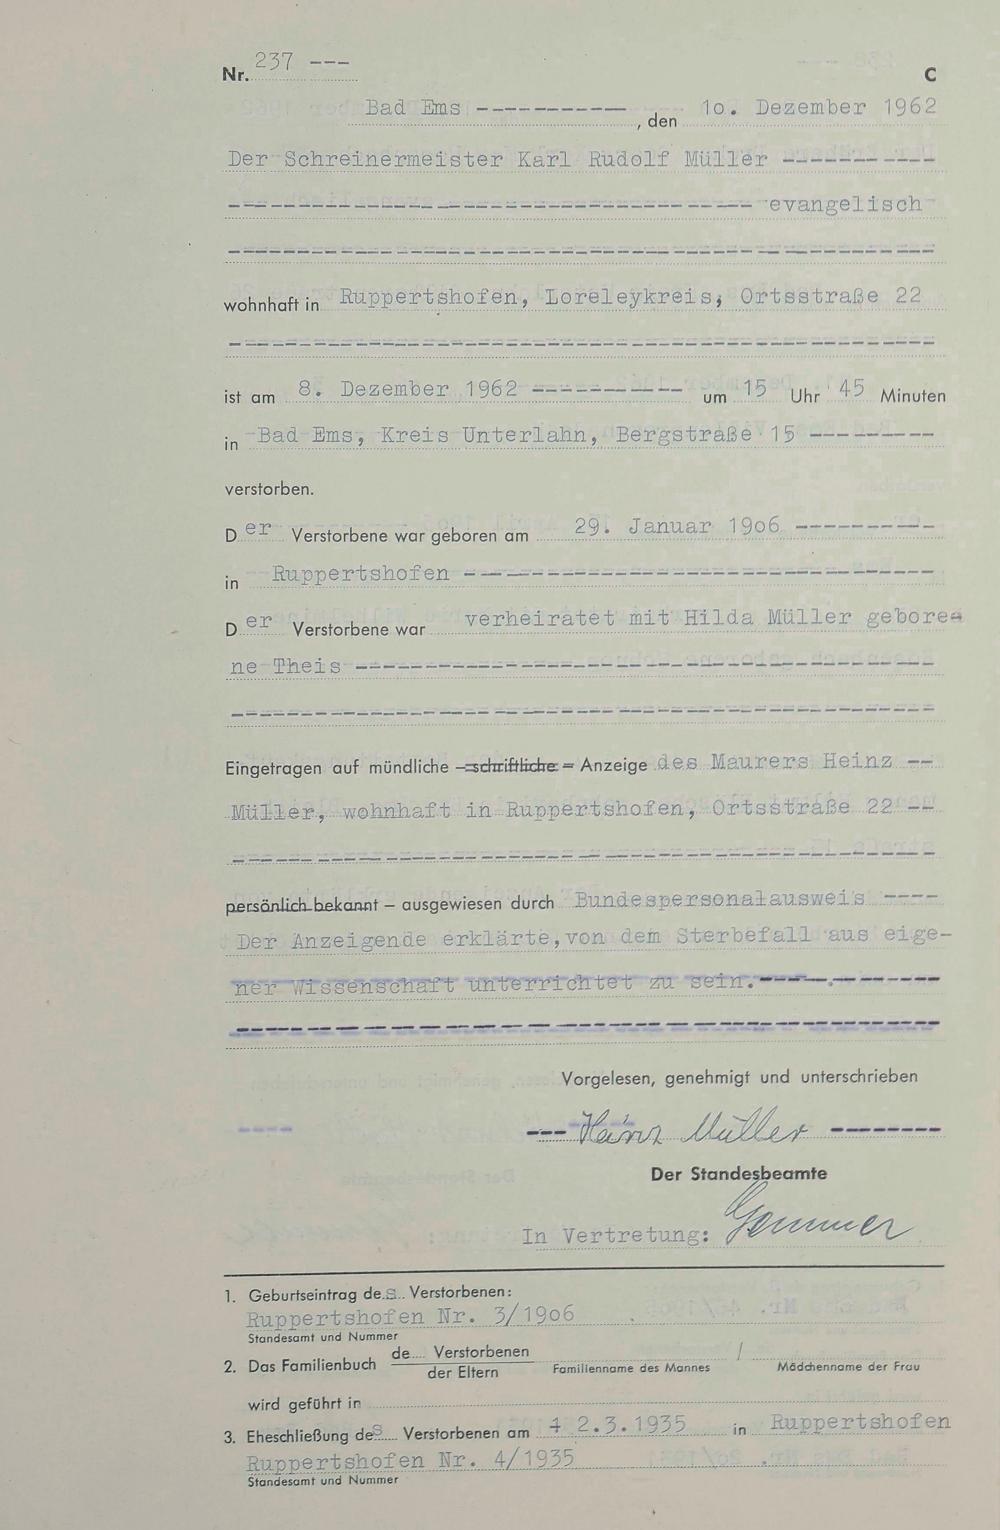 Nr. 237 ---
C
Bad Ems -----------, den 1o. Dezember 1962
Der Schreinermeister Karl Rudolf Müller -----------
-------------------------------------- evangelisch
---------------------------------------------------
wohnhaft in Ruppertshofen, Loreleykreis, Ortsstraße 22
---------------------------------------------------
ist am 8. Dezember 1962 ----------- um 15 Uhr 45 Minuten
in Bad Ems, Kreis Unterlahn, Bergstraße 15 ---------
verstorben.
Der Verstorbene war geboren am 29. Januar 19o6 ----------
in Ruppertshofen ----------------------------------
Der Verstorbene war verheiratet mit Hilda Müller gebore-
ne Theis ------------------------------------------
---------------------------------------------------
Eingetragen auf mündliche – schriftliche – Anzeige des Maurers Heinz --
Müller, wohnhaft in Ruppertshofen, Ortsstraße 22 --
---------------------------------------------------
persönlich bekannt – ausgewiesen durch Bundespersonalausweis ----
Der Anzeigende erklärte, von dem Sterbefall aus eige-
ner Wissenschaft unterrichtet zu sein.-------------
---------------------------------------------------
Vorgelesen, genehmigt und unterschrieben
--- Heinz Müller --------
Der Standesbeamte
In Vertretung: Gemmer
1. Geburtseintrag des Verstorbenen:
Ruppertshofen Nr. 3/19o6
Standesamt und Nummer
2. Das Familienbuch de Verstorbenen / der Eltern
Familienname des Mannes / Mädchenname der Frau
wird geführt in
3. Eheschließung des Verstorbenen am 2.3.1935 in Ruppertshofen
Ruppertshofen Nr. 4/1935
Standesamt und Nummer